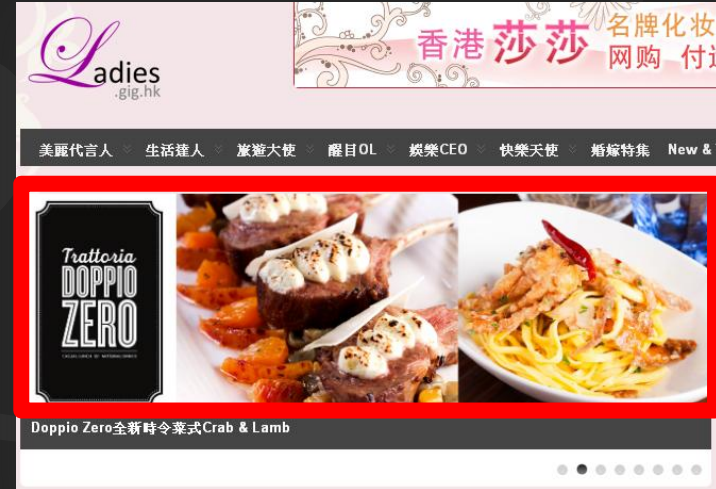 Ladies
.gig.hk
香港莎莎 名牌化妆
网购 付
美麗代言人 生活達人 旅遊大使 醒目OL 娛樂CEO 快樂天使 婚嫁特集 New &
Trattoria
DOPPIO
ZERO
Doppio Zero全新時令菜式Crab & Lamb